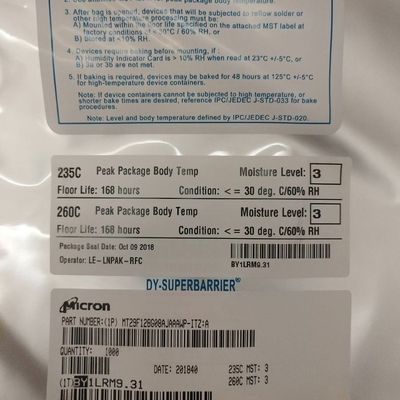 3. After bag is opened, devices that will be subjected to reflow solder or
other high temperature processing must be:
A) Mounted within the floor life specified on the attached MST label at
factory conditions of ≤ 30°C / 60% RH, or
B) Stored at <10% RH.
4. Devices require baking before mounting, if :
A) Humidity Indicator Card is > 10% RH when read at 23°C +/-5°C, or
B) 3a or 3b are not met.
5. If baking is required, devices may be baked for 48 hours at 125°C +/-5°C
for high-temperature device containers.
Note: If device containers cannot be subjected to high temperature, or
shorter bake times are desired, reference IPC/JEDEC J-STD-033 for bake
procedures.
Note: Level and body temperature defined by IPC/JEDEC J-STD-020.
235C Peak Package Body Temp Moisture Level: 3
Floor Life: 168 hours Condition: < = 30 deg. C/60% RH
260C Peak Package Body Temp Moisture Level: 3
Floor Life: 168 hours Condition: < = 30 deg. C/60% RH
Package Seal Date: Oct 09 2018
Operator: LE-LNPAK-RFC BY1LRM9.31
DY-SUPERBARRIER®
Micron
PART NUMBER:(1P) MT29F128G08AJAAAWP-ITZ:A
QUANTITY: 1000
DATE: 201840 235C MST: 3
260C MST: 3
(1T)BY1LRM9.31